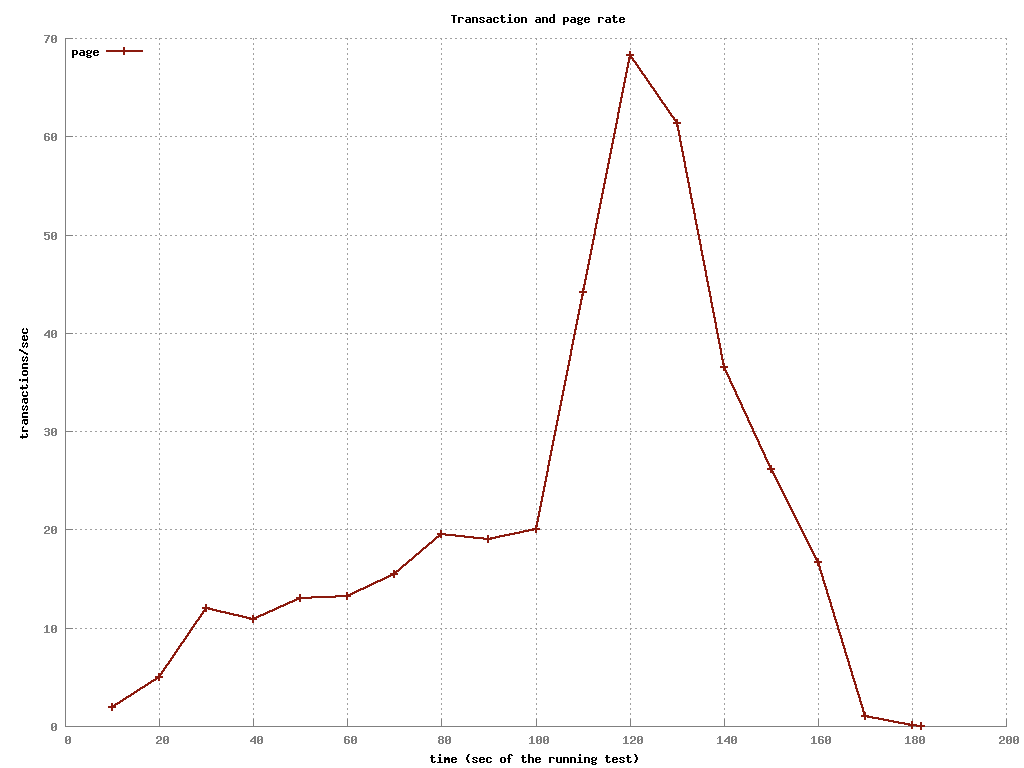 Transaction and page rate
page
70
60
50
40
30
20
10
0
transactions/sec
0 20 40 60 80 100 120 140 160 180 200
time (sec of the running test)